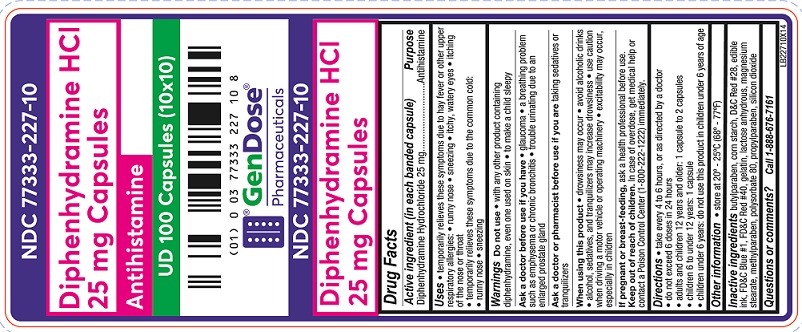 NDC 77333-227-10
Diphenhydramine HCl
25 mg Capsules
Antihistamine
UD 100 Capsules (10x10)
(01) 0 03 77333 227 10 8
GenDose®
Pharmaceuticals
NDC 77333-227-10
Diphenhydramine HCl
25 mg Capsules
Drug Facts
Active ingredient (in each banded capsule) Purpose
Diphenhydramine Hydrochloride 25 mg..........Antihistamine
Uses • temporarily relieves these symptoms due to hay fever or other upper
respiratory allergies: • runny nose • sneezing • itchy, watery eyes • itching
of the nose or throat
• temporarily relieves these symptoms due to the common cold:
• runny nose • sneezing
Warnings Do not use • with any other product containing
diphenhydramine, even one used on skin • to make a child sleepy
Ask a doctor before use if you have • glaucoma • a breathing problem
such as emphysema or chronic bronchitis • trouble urinating due to an
enlarged prostate gland
Ask a doctor or pharmacist before use if you are taking sedatives or
tranquilizers
When using this product • drowsiness may occur • avoid alcoholic drinks
• alcohol, sedatives, and tranquilizers may increase drowsiness • use caution
when driving a motor vehicle or operating machinery • excitability may occur,
especially in children
If pregnant or breast-feeding, ask a health professional before use.
Keep out of reach of children. In case of overdose, get medical help or
contact a Poison Control Center (1-800-222-1222) immediately.
Directions • take every 4 to 6 hours, or as directed by a doctor
• do not exceed 6 doses in 24 hours
• adults and children 12 years and older: 1 capsule to 2 capsules
• children 6 to under 12 years: 1 capsule
• children under 6 years: do not use this product in children under 6 years of age
Other information • store at 20° - 25°C (68° - 77°F)
Inactive ingredients butylparaben, corn starch, D&C Red #28, edible
ink, FD&C Blue #1, FD&C Red #40, gelatin, lactose anhydrous, magnesium
stearate, methylparaben, polysorbate 80, propylparaben, silicon dioxide
Questions or comments? Call 1-888-676-7161
LB22710X14